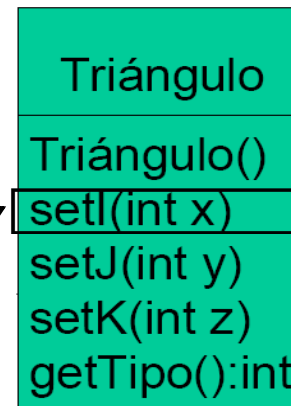 Triángulo
Triángulo()
setI(int x)
setJ(int y)
setK(int z)
getTipo():int